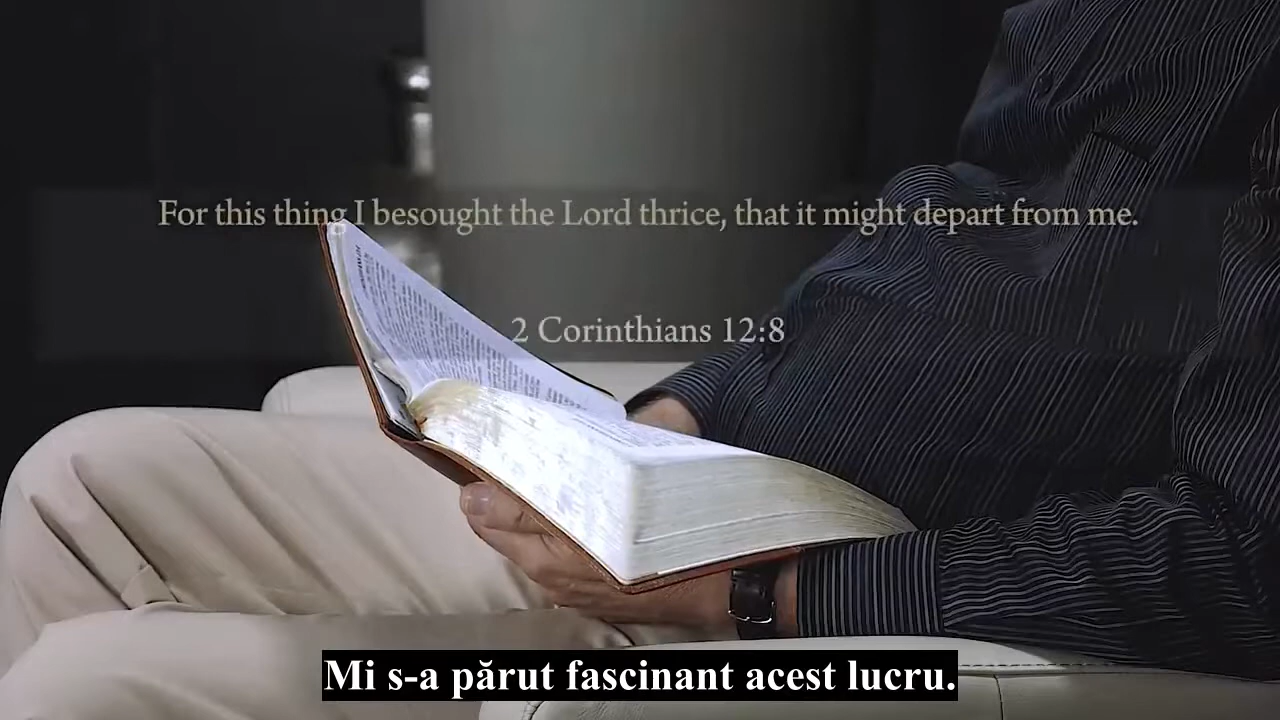 For this thing I besought the Lord thrice, that it might depart from me.
2 Corinthians 12:8
Mi s-a părut fascinant acest lucru.